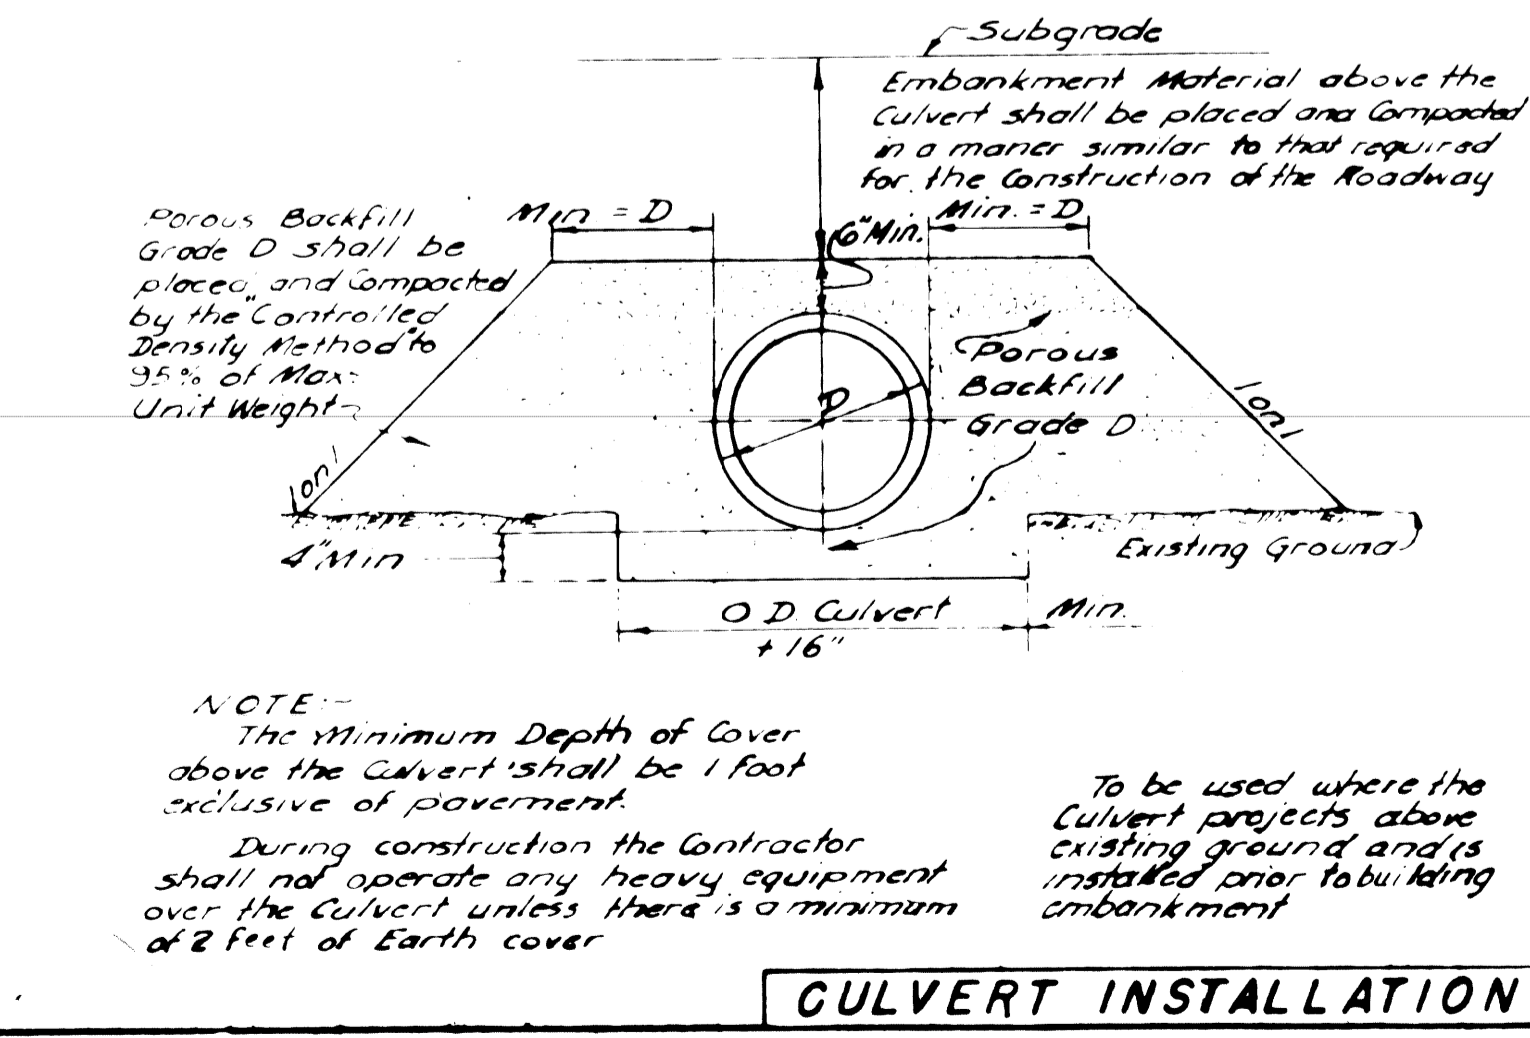 Subgrade
Embankment Material above the
Culvert shall be placed and Compacted
in a maner similar to that required
for the Construction of the Roadway
Porous Backfill
Grade D shall be
placed and Compacted
by the "Controlled
Density Method" to
95% of Max.
Unit Weight
Min = D
6" Min.
Min. = D
Porous
Backfill
Grade D
D
1 on 1
1 on 1
4" Min
Existing Ground
O D. Culvert Min.
+ 16"
NOTE:-
The Minimum Depth of Cover
above the Culvert shall be 1 foot
exclusive of pavement.
During construction the Contractor
shall not operate any heavy equipment
over the Culvert unless there is a minimum
of 2 feet of Earth cover
To be used where the
Culvert projects above
existing ground and is
installed prior to building
embankment
CULVERT INSTALLATION